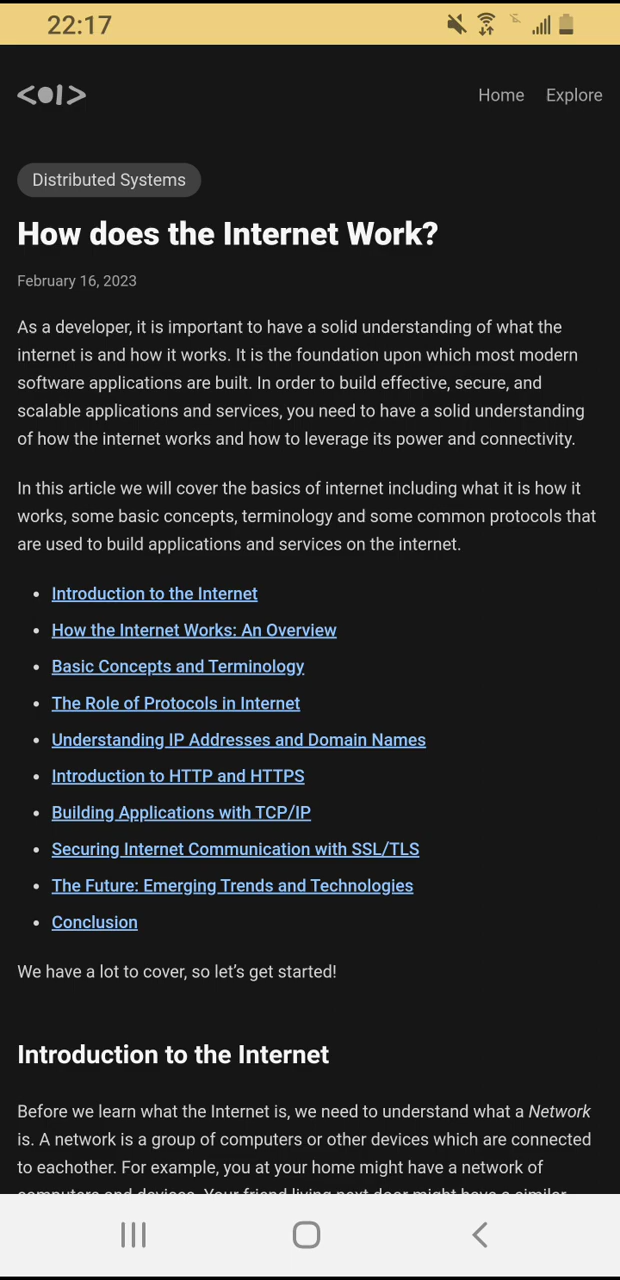 22:17
Home Explore
Distributed Systems
How does the Internet Work?
February 16, 2023
As a developer, it is important to have a solid understanding of what the
internet is and how it works. It is the foundation upon which most modern
software applications are built. In order to build effective, secure, and
scalable applications and services, you need to have a solid understanding
of how the internet works and how to leverage its power and connectivity.
In this article we will cover the basics of internet including what it is how it
works, some basic concepts, terminology and some common protocols that
are used to build applications and services on the internet.
• Introduction to the Internet
• How the Internet Works: An Overview
• Basic Concepts and Terminology
• The Role of Protocols in Internet
• Understanding IP Addresses and Domain Names
• Introduction to HTTP and HTTPS
• Building Applications with TCP/IP
• Securing Internet Communication with SSL/TLS
• The Future: Emerging Trends and Technologies
• Conclusion
We have a lot to cover, so let's get started!
Introduction to the Internet
Before we learn what the Internet is, we need to understand what a Network
is. A network is a group of computers or other devices which are connected
to eachother. For example, you at your home might have a network of
computers and devices. Your friend living next door might have a similar